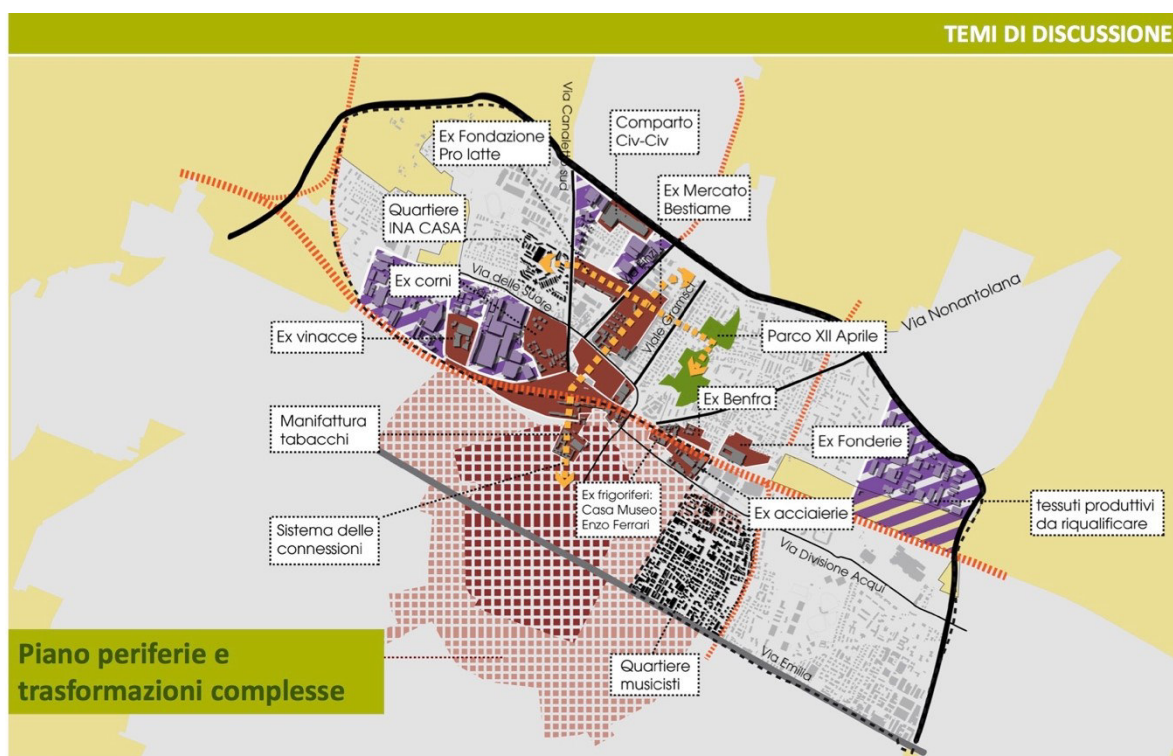 TEMI DI DISCUSSIONE
Via Canaletto sud
Ex Fondazione
Pro latte
Comparto
Civ-Civ
Ex Mercato
Bestiame
Quartiere
INA CASA
Via delle Suore
Ex corni
Viale Gramsci
Via Nonantolana
Ex vinacce
Parco XII Aprile
Ex Benfra
Manifattura
tabacchi
Ex Fonderie
Ex frigoriferi:
Casa Museo
Enzo Ferrari
Ex acciaierie
tessuti produttivi
da riqualificare
Sistema delle
connessioni
Via Divisione Acqui
Via Emilia
Quartiere
musicisti
Piano periferie e
trasformazioni complesse